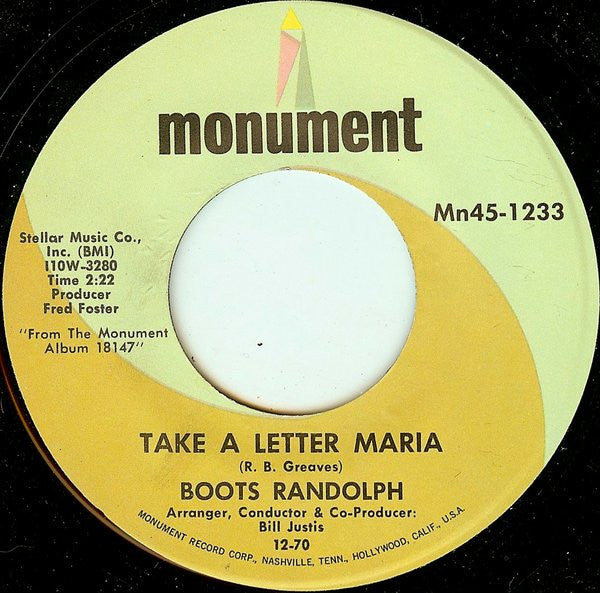 monument
Mn45-1233
Stellar Music Co.,
Inc. (BMI)
I10W-3280
Time 2:22
Producer
Fred Foster
"From The Monument
Album 18147"
TAKE A LETTER MARIA
(R. B. Greaves)
BOOTS RANDOLPH
Arranger, Conductor & Co-Producer:
Bill Justis
12-70
MONUMENT RECORD CORP., NASHVILLE, TENN., HOLLYWOOD, CALIF., U.S.A.